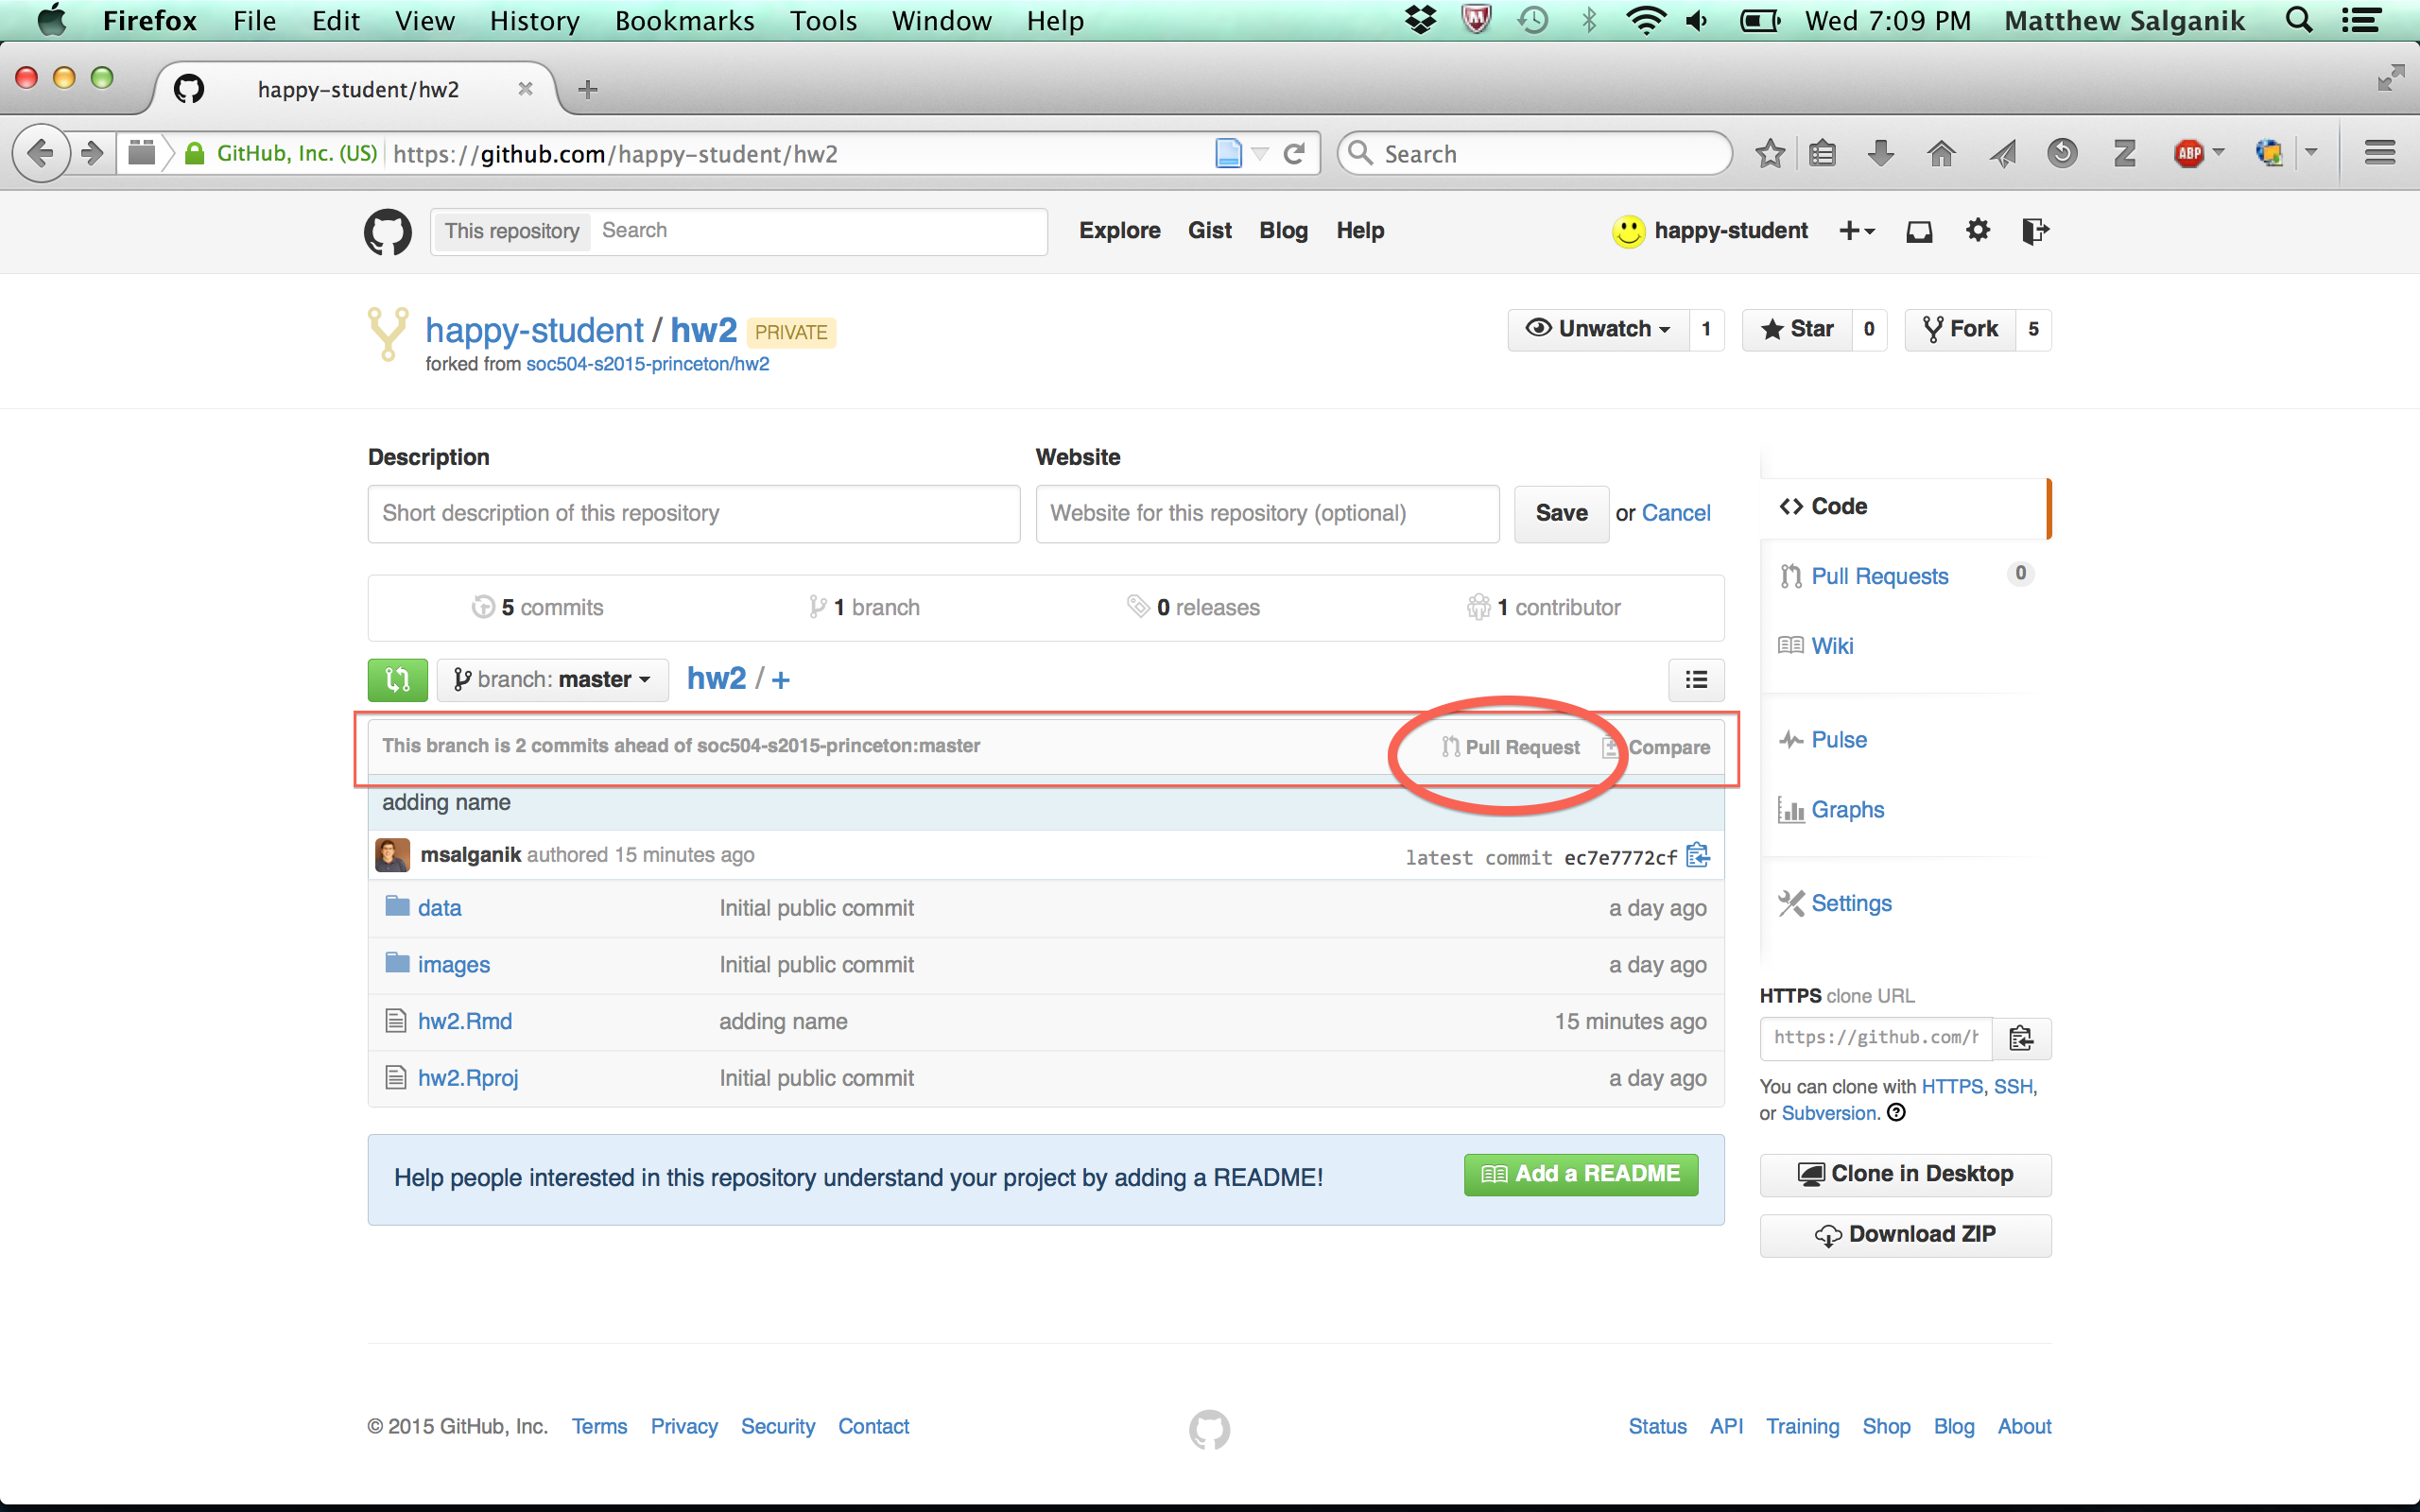 Firefox File Edit View History Bookmarks Tools Window Help Wed 7:09 PM Matthew Salganik
happy-student/hw2
GitHub, Inc. (US) https://github.com/happy-student/hw2 Search ABP
This repository Search Explore Gist Blog Help happy-student
happy-student / hw2 PRIVATE Unwatch 1 Star 0 Fork 5
forked from soc504-s2015-princeton/hw2
Description Website
Short description of this repository Website for this repository (optional) Save or Cancel
Code
Pull Requests 0
5 commits 1 branch 0 releases 1 contributor
Wiki
branch: master hw2 / +
This branch is 2 commits ahead of soc504-s2015-princeton:master Pull Request Compare
Pulse
adding name
Graphs
msalganik authored 15 minutes ago latest commit ec7e7772cf
data Initial public commit a day ago
Settings
images Initial public commit a day ago
HTTPS clone URL
hw2.Rmd adding name 15 minutes ago
https://github.com/h
hw2.Rproj Initial public commit a day ago
You can clone with HTTPS, SSH,
or Subversion.
Help people interested in this repository understand your project by adding a README! Add a README
Clone in Desktop
Download ZIP
© 2015 GitHub, Inc. Terms Privacy Security Contact Status API Training Shop Blog About